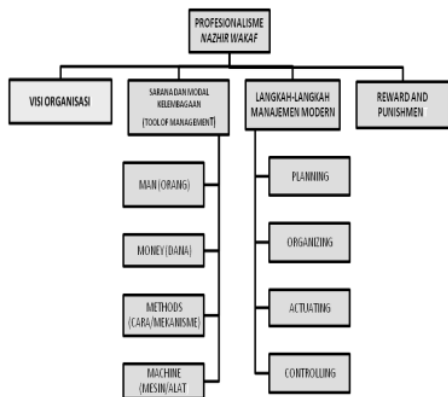 PROFESIONALISME
NAZHIR WAKAF
VISI ORGANISASI
SARANA DAN MODAL
KELEMBAGAAN
(TOOL OF MANAGEMENT)
LANGKAH-LANGKAH
MANAJEMEN MODERN
REWARD AND
PUNISHMENT
MAN (ORANG)
MONEY (DANA)
METHODS
(CARA/MEKANISME)
MACHINE
(MESIN/ALAT
PLANNING
ORGANIZING
ACTUATING
CONTROLLING